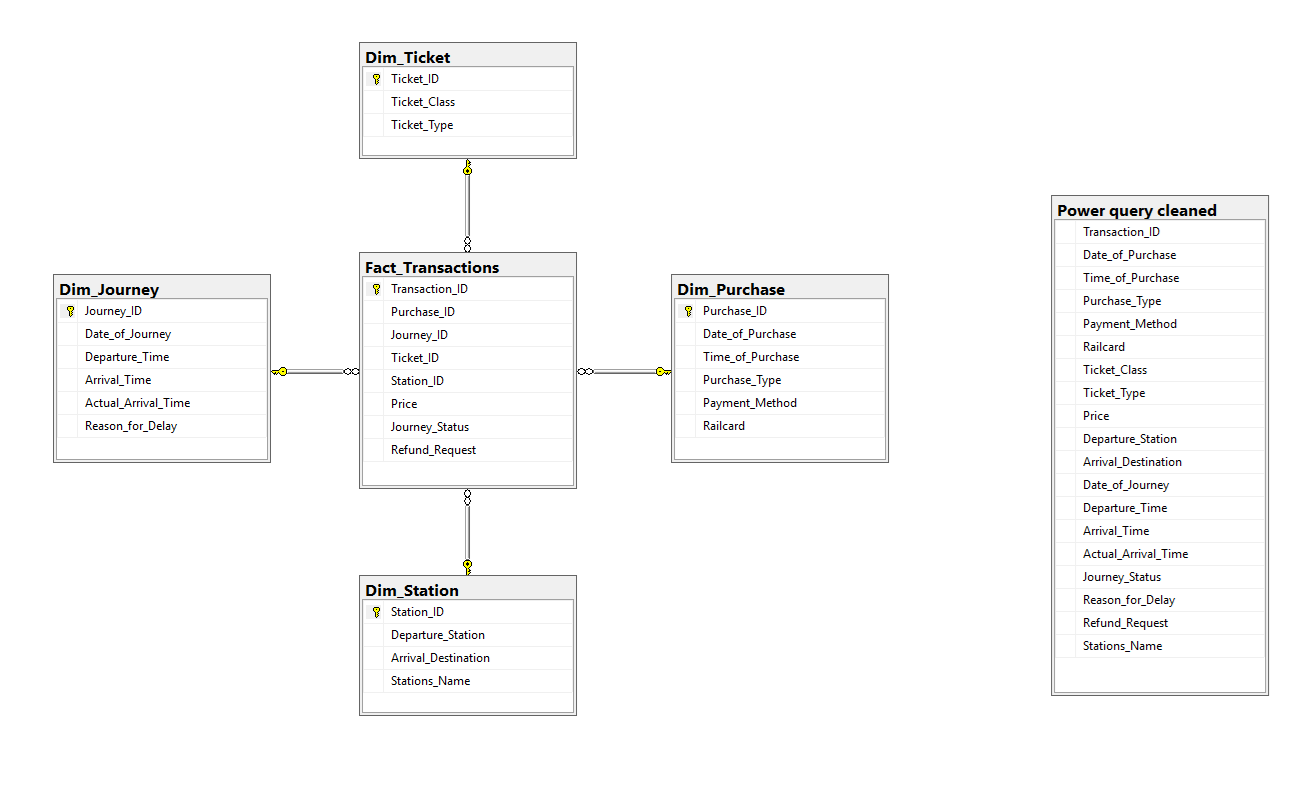 Dim_Ticket
Ticket_ID
Ticket_Class
Ticket_Type
Dim_Journey
Journey_ID
Date_of_Journey
Departure_Time
Arrival_Time
Actual_Arrival_Time
Reason_for_Delay
Fact_Transactions
Transaction_ID
Purchase_ID
Journey_ID
Ticket_ID
Station_ID
Price
Journey_Status
Refund_Request
Dim_Purchase
Purchase_ID
Date_of_Purchase
Time_of_Purchase
Purchase_Type
Payment_Method
Railcard
Dim_Station
Station_ID
Departure_Station
Arrival_Destination
Stations_Name
Power query cleaned
Transaction_ID
Date_of_Purchase
Time_of_Purchase
Purchase_Type
Payment_Method
Railcard
Ticket_Class
Ticket_Type
Price
Departure_Station
Arrival_Destination
Date_of_Journey
Departure_Time
Arrival_Time
Actual_Arrival_Time
Journey_Status
Reason_for_Delay
Refund_Request
Stations_Name